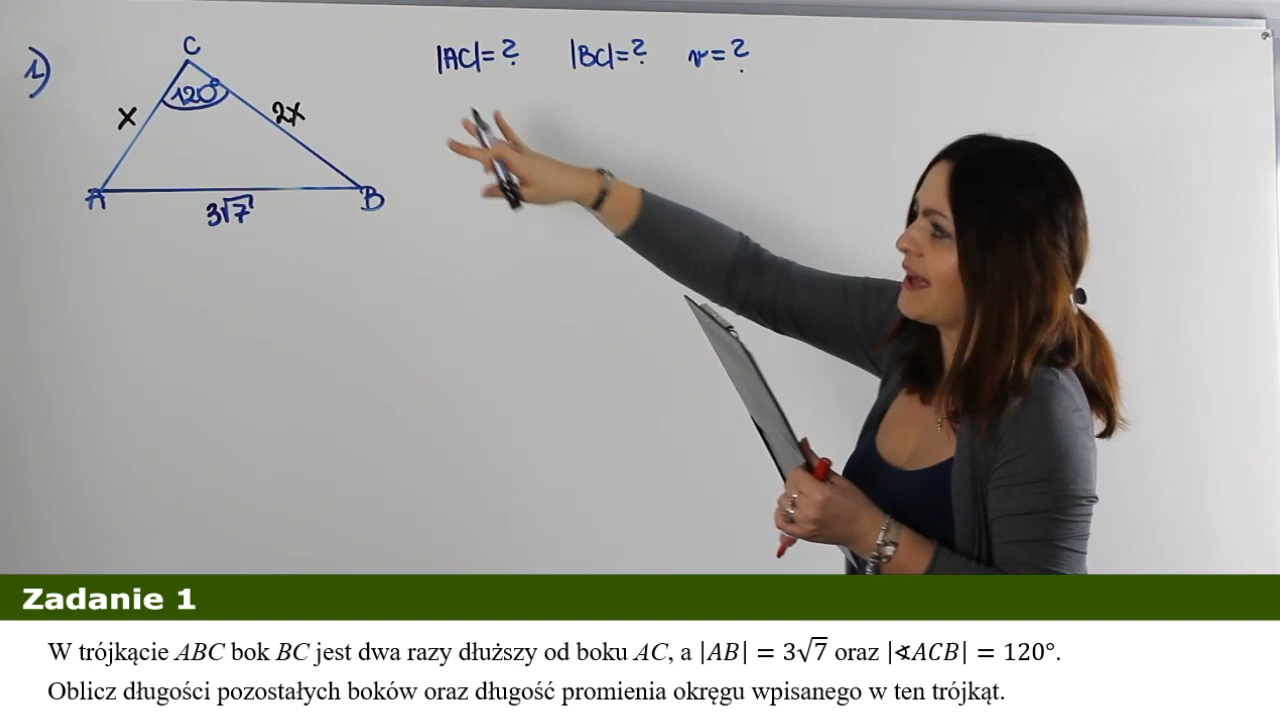 1)
C
|AC|=? |BC|=? r=?
120°
x
2x
A
B
3√7
Zadanie 1
W trójkącie ABC bok BC jest dwa razy dłuższy od boku AC, a |AB| = 3√7 oraz |∢ACB| = 120°.
Oblicz długości pozostałych boków oraz długość promienia okręgu wpisanego w ten trójkąt.